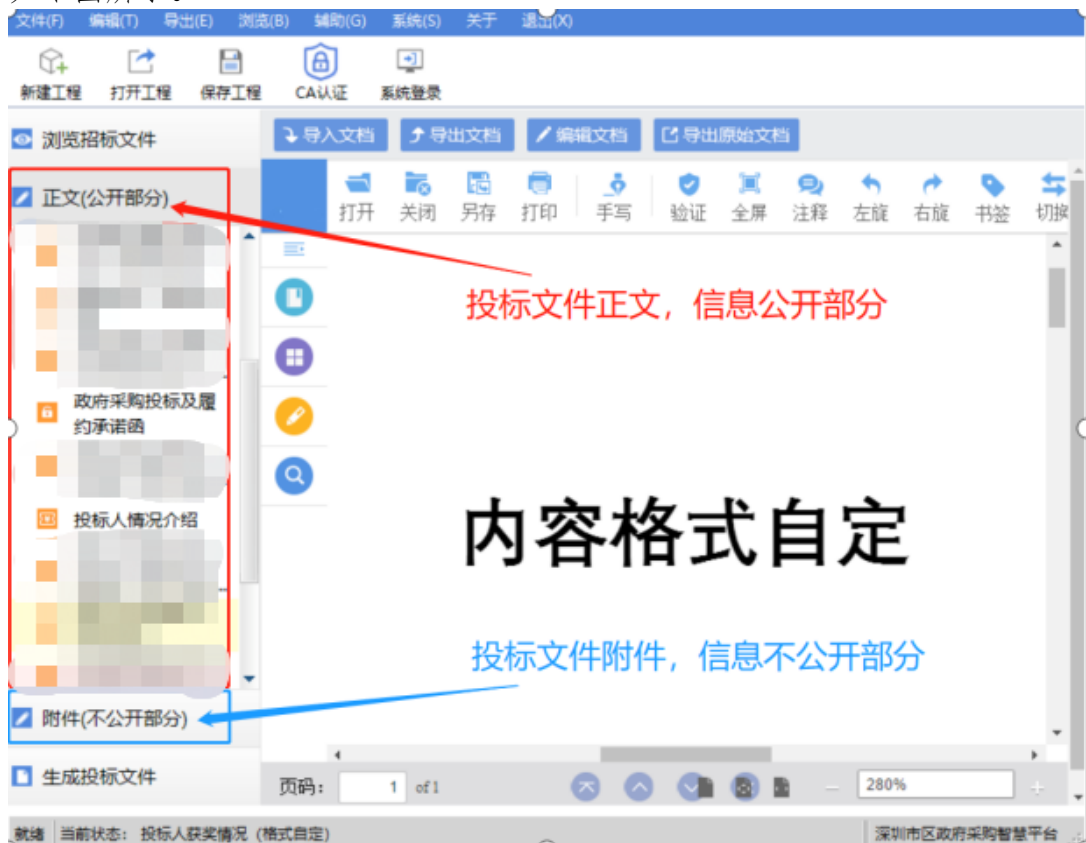 文件(F) 编辑(T) 导出(E) 浏览(B) 辅助(G) 系统(S) 关于 退出(X)
新建工程 打开工程 保存工程 CA认证 系统登录
浏览招标文件
导入文档 导出文档 编辑文档 导出原始文档
正文(公开部分)
打开 关闭 另存 打印 手写 验证 全屏 注释 左旋 右旋 书签 切换
投标文件正文，信息公开部分
政府采购投标及履
约承诺函
投标人情况介绍
内容格式自定
投标文件附件，信息不公开部分
附件(不公开部分)
生成投标文件
页码： 1 of 1 280%
就绪 当前状态： 投标人获奖情况（格式自定） 深圳市区政府采购智慧平台